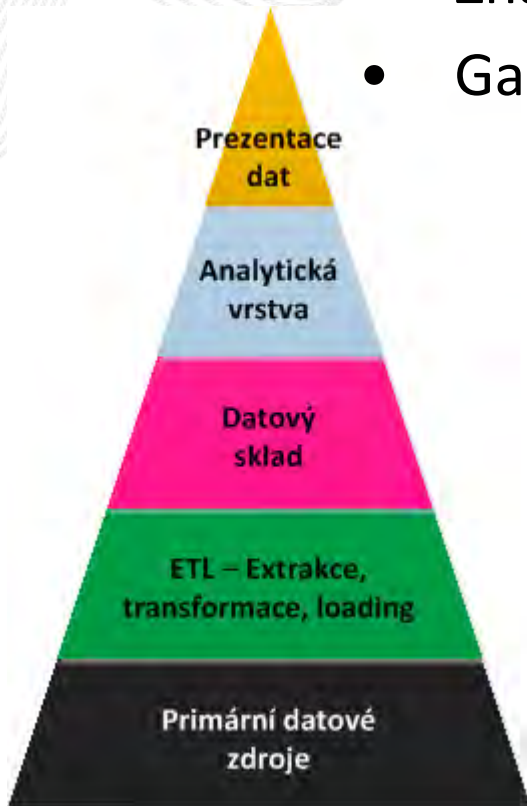 • Ga
Prezentace
dat
Analytická
vrstva
Datový
sklad
ETL – Extrakce,
transformace, loading
Primární datové
zdroje